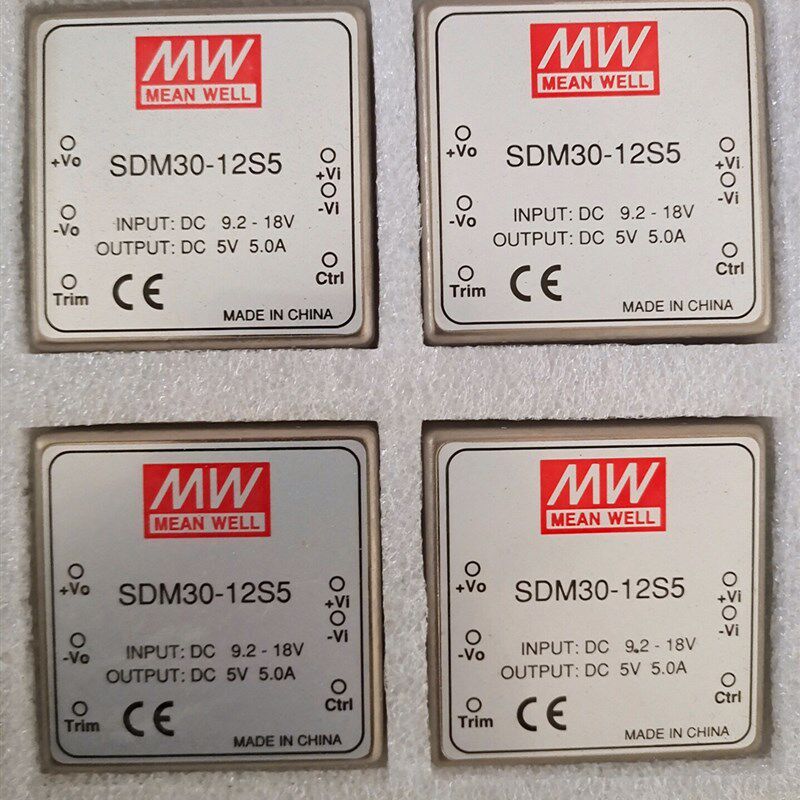 MW
MEAN WELL
+Vo
SDM30-12S5
+Vi
-Vi
-Vo
INPUT: DC 9.2 - 18V
OUTPUT: DC 5V 5.0A
Ctrl
Trim
CE
MADE IN CHINA
MW
MEAN WELL
+Vo
SDM30-12S5
+Vi
-Vi
-Vo
INPUT: DC 9.2 - 18V
OUTPUT: DC 5V 5.0A
Ctrl
Trim
CE
MADE IN CHINA
MW
MEAN WELL
+Vo
SDM30-12S5
+Vi
-Vi
-Vo
INPUT: DC 9.2 - 18V
OUTPUT: DC 5V 5.0A
Ctrl
Trim
CE
MADE IN CHINA
MW
MEAN WELL
+Vo
SDM30-12S5
+Vi
-Vi
-Vo
INPUT: DC 9.2 - 18V
OUTPUT: DC 5V 5.0A
Ctrl
Trim
CE
MADE IN CHINA